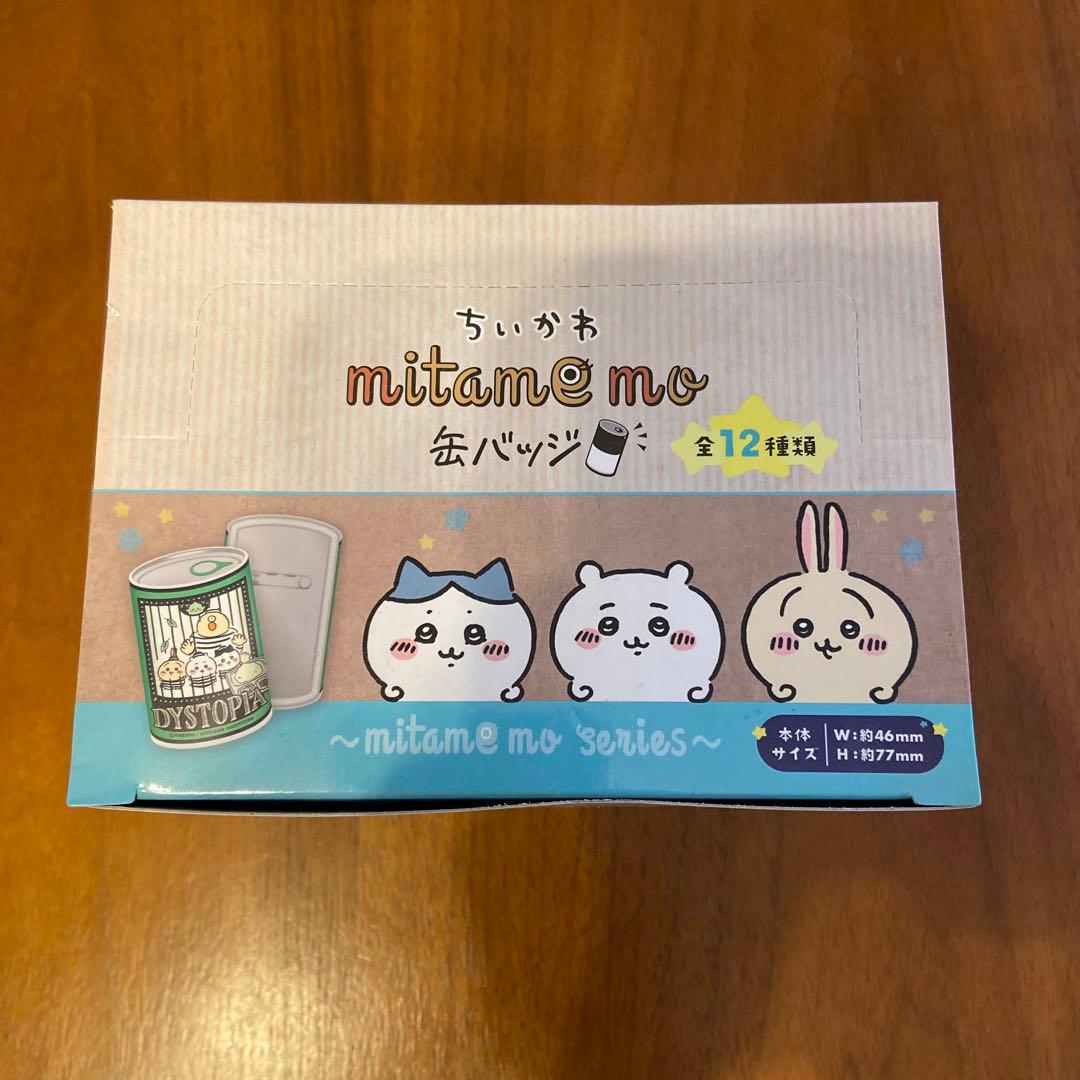 ちいかわ
mitame mo
缶バッジ
全12種類
DYSTOPIA
~mitame mo series~
本体
サイズ
W:約46mm
H:約77mm